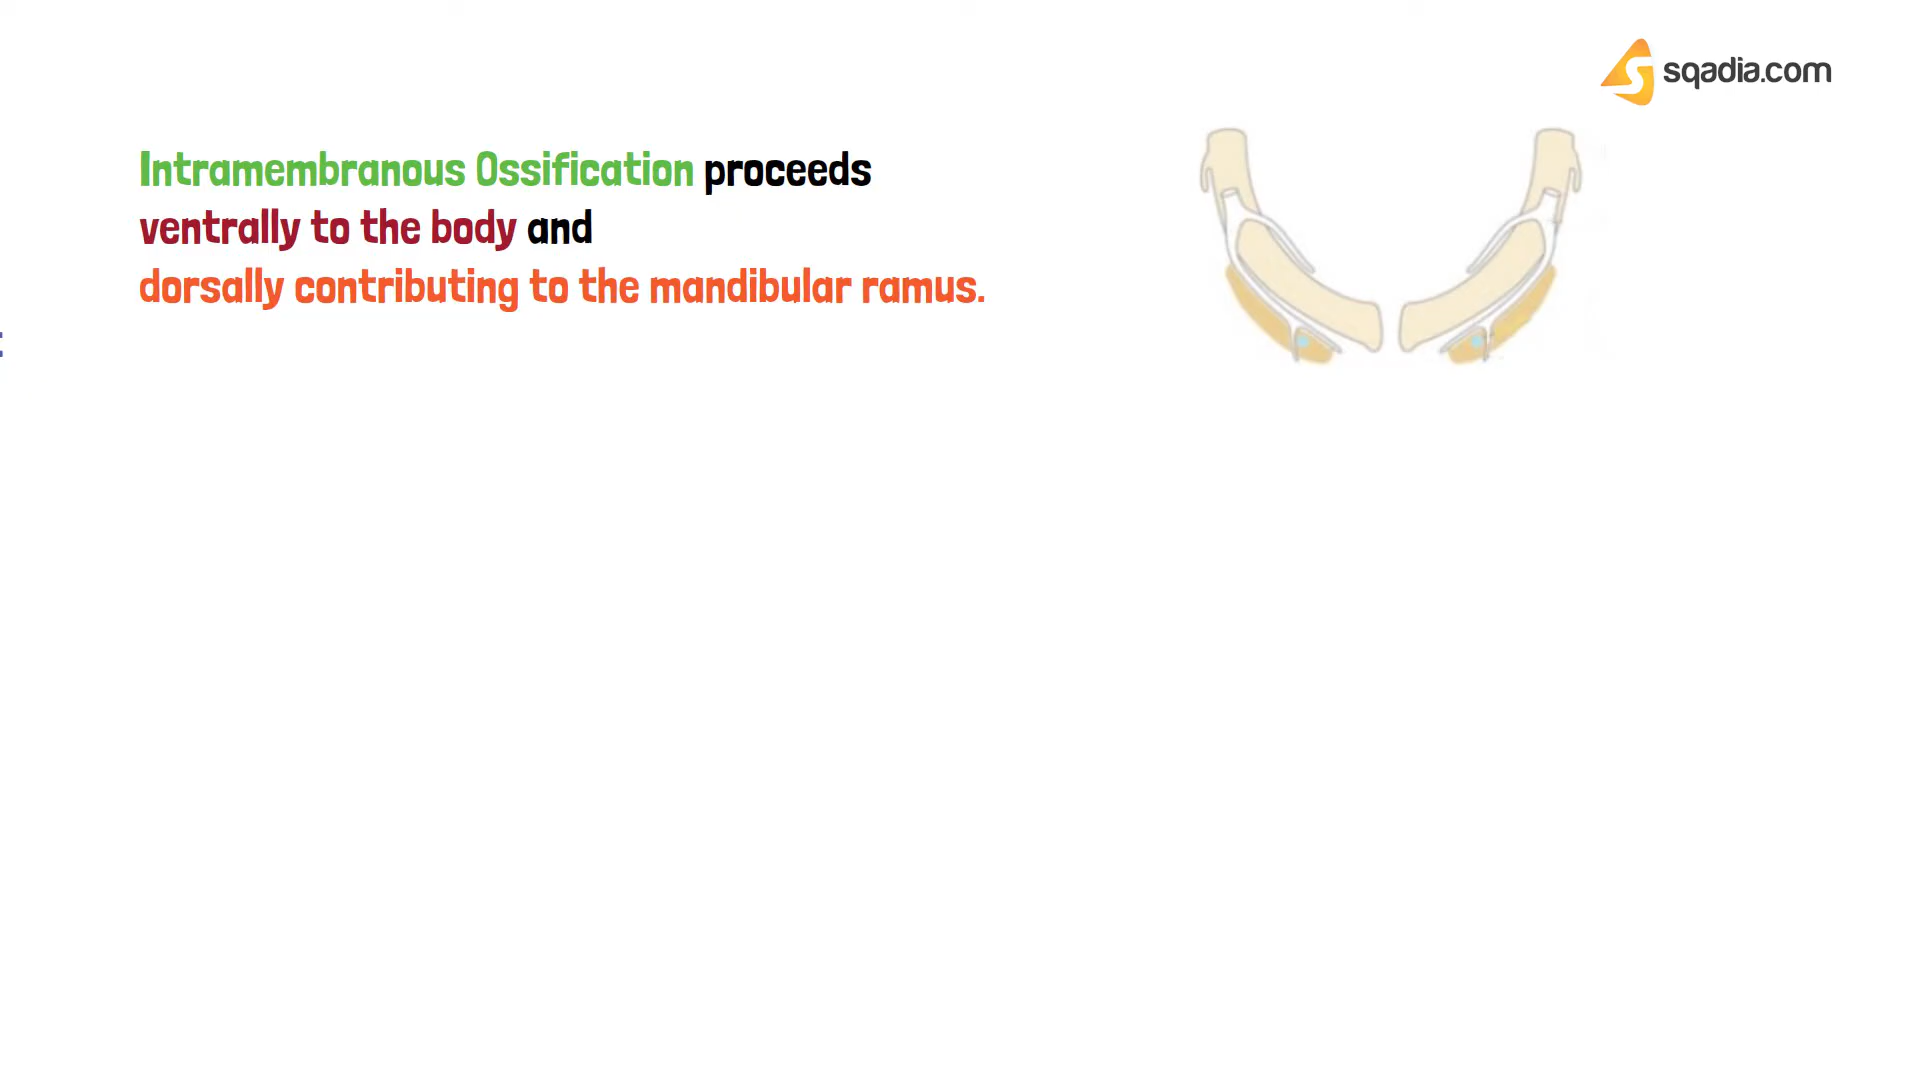 sqadia.com
Intramembranous Ossification proceeds
ventrally to the body and
dorsally contributing to the mandibular ramus.